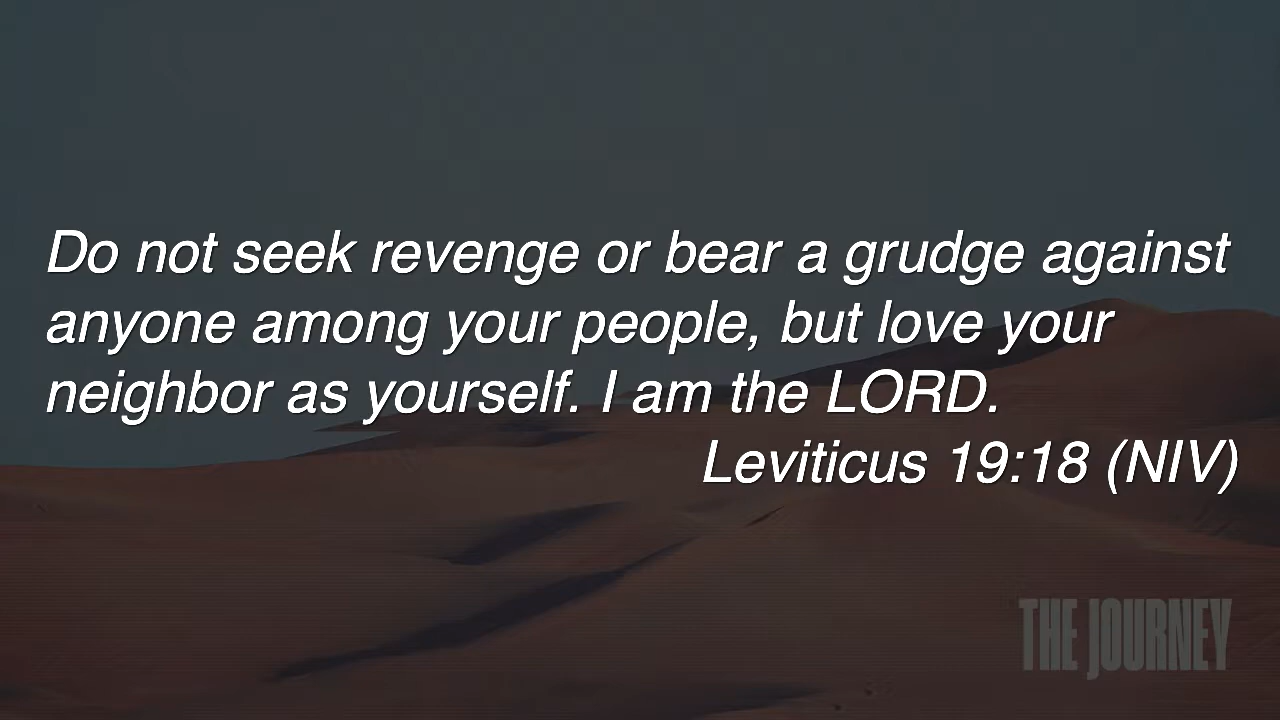 Do not seek revenge or bear a grudge against
anyone among your people, but love your
neighbor as yourself. I am the LORD.
Leviticus 19:18 (NIV)
THE JOURNEY